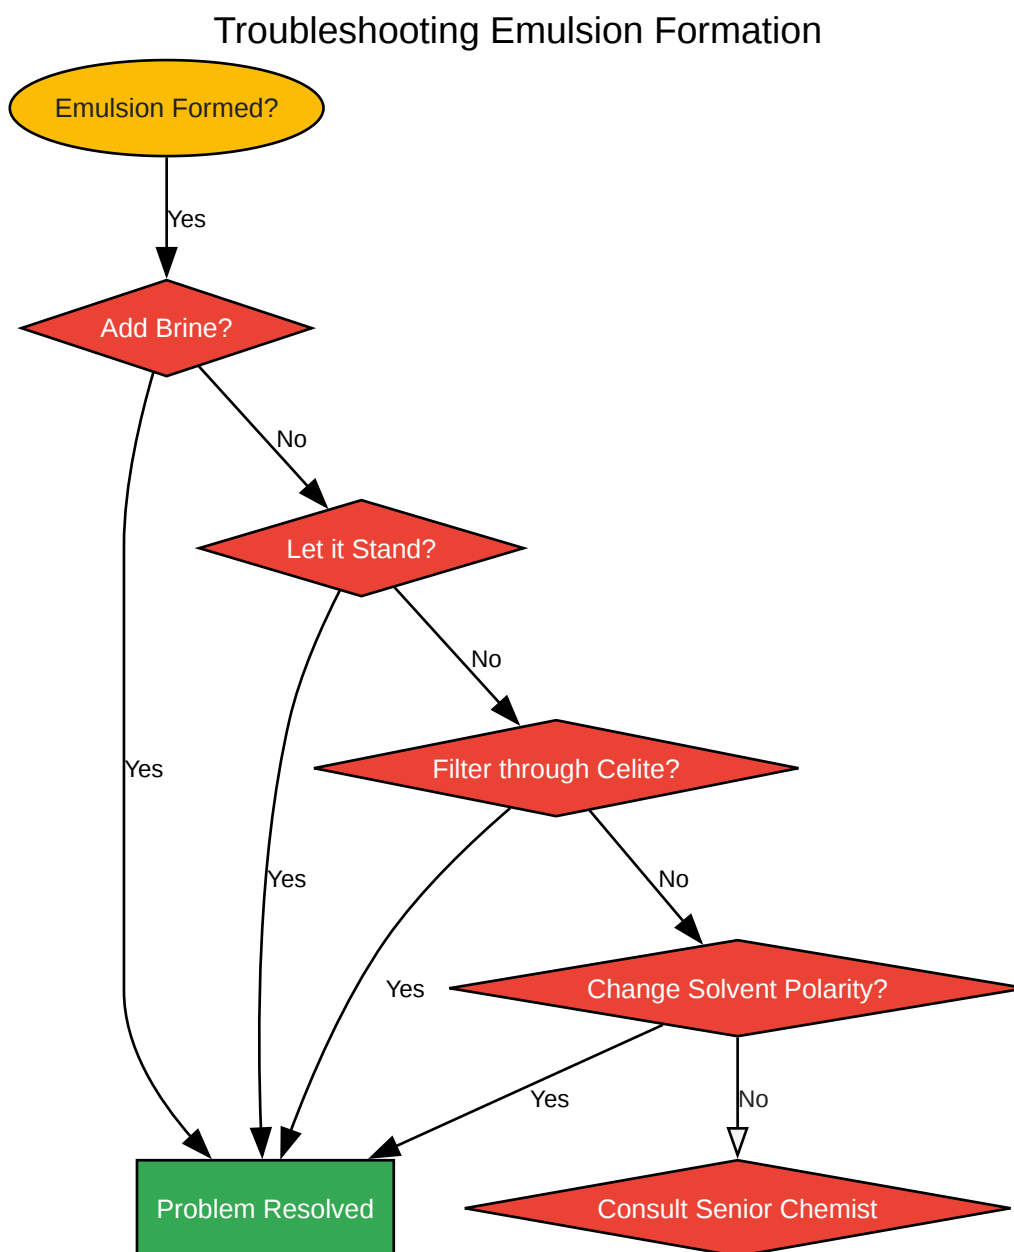 Troubleshooting Emulsion Formation
Emulsion Formed?
Yes
Add Brine?
No
Let it Stand?
No
Filter through Celite?
Yes
Yes
No
Yes
Change Solvent Polarity?
Yes
No
Problem Resolved
Consult Senior Chemist